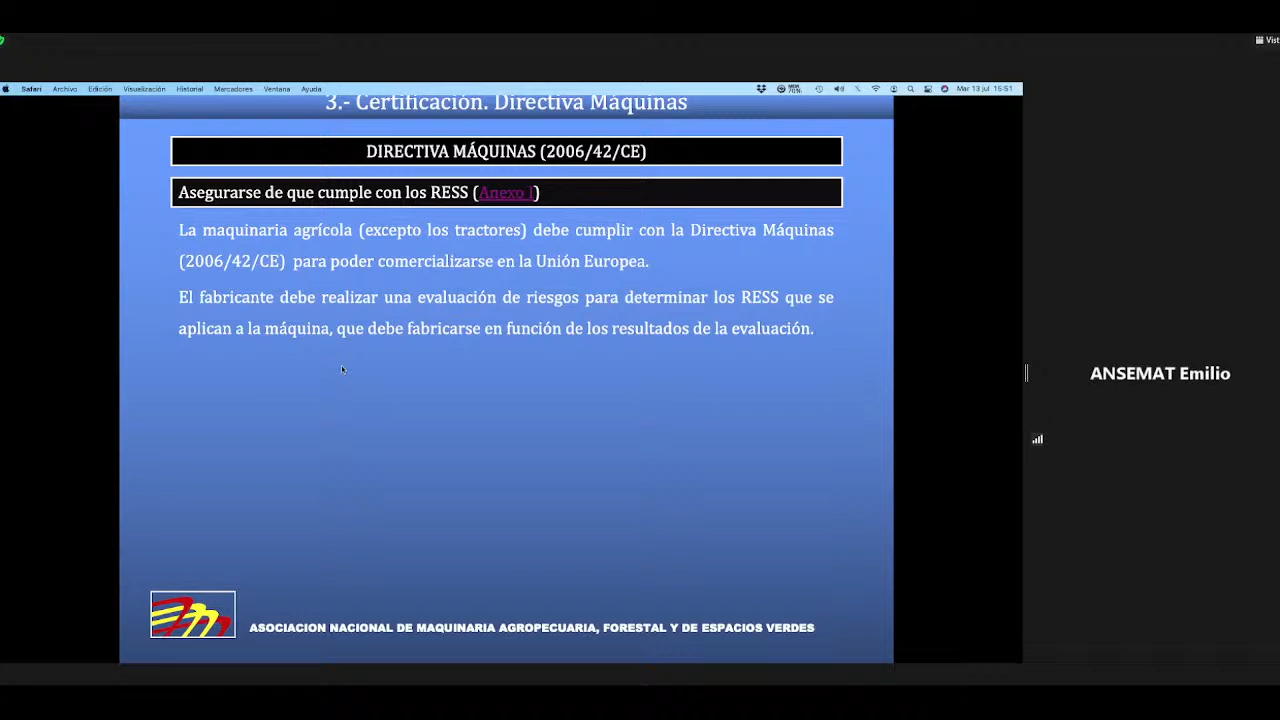 Vist
Safari Archivo Edición Visualización Historial Marcadores Ventana Ayuda Mar 13 jul 15:51
3.- Certificación. Directiva Máquinas
DIRECTIVA MÁQUINAS (2006/42/CE)
Asegurarse de que cumple con los RESS (Anexo I)
La maquinaria agrícola (excepto los tractores) debe cumplir con la Directiva Máquinas
(2006/42/CE) para poder comercializarse en la Unión Europea.
El fabricante debe realizar una evaluación de riesgos para determinar los RESS que se
aplican a la máquina, que debe fabricarse en función de los resultados de la evaluación.
ANSEMAT Emilio
ASOCIACION NACIONAL DE MAQUINARIA AGROPECUARIA, FORESTAL Y DE ESPACIOS VERDES